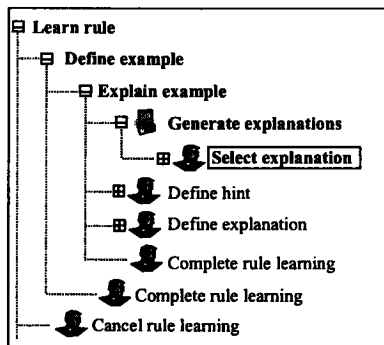 Learn rule
Define example
Explain example
Generate explanations
Select explanation
Define hint
Define explanation
Complete rule learning
Complete rule learning
Cancel rule learning